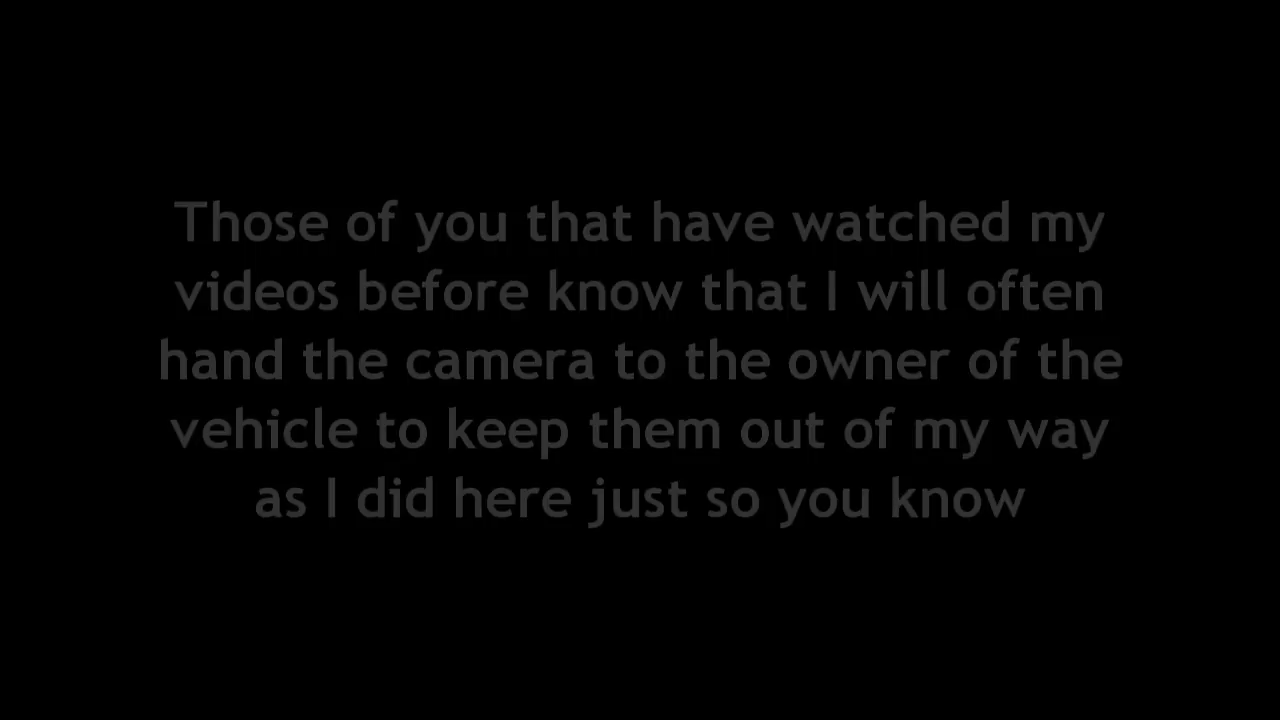 Those of you that have watched my
videos before know that I will often
hand the camera to the owner of the
vehicle to keep them out of my way
as I did here just so you know